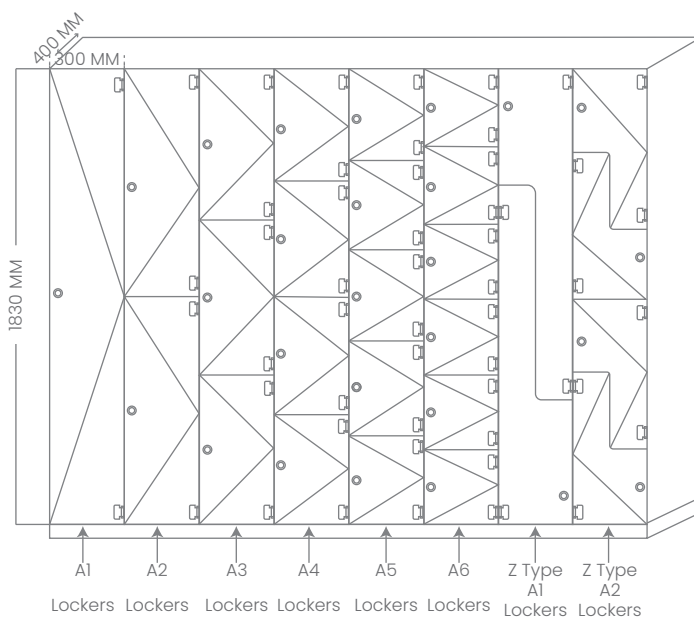 400 MM
300 MM
1830 MM
A1
Lockers
A2
Lockers
A3
Lockers
A4
Lockers
A5
Lockers
A6
Lockers
Z Type
A1
Lockers
Z Type
A2
Lockers